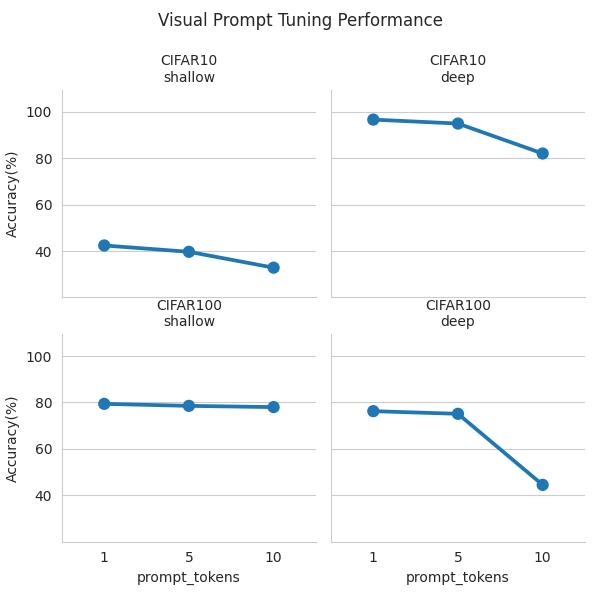 Visual Prompt Tuning Performance
CIFAR10
shallow
CIFAR10
deep
Accuracy(%)
100
80
60
40
CIFAR100
shallow
CIFAR100
deep
Accuracy(%)
100
80
60
40
1 5 10
prompt_tokens
1 5 10
prompt_tokens